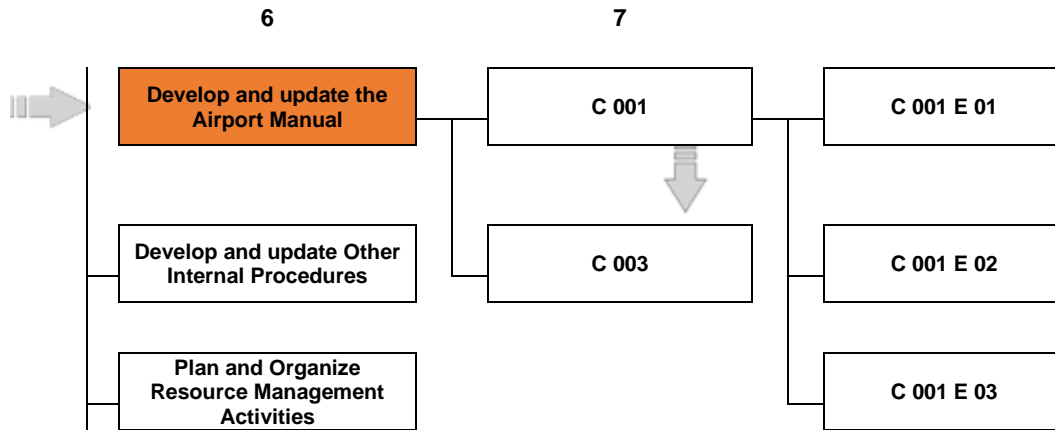 6
7
Develop and update the
Airport Manual
C 001
C 001 E 01
Develop and update Other
Internal Procedures
C 003
C 001 E 02
Plan and Organize
Resource Management
Activities
C 001 E 03